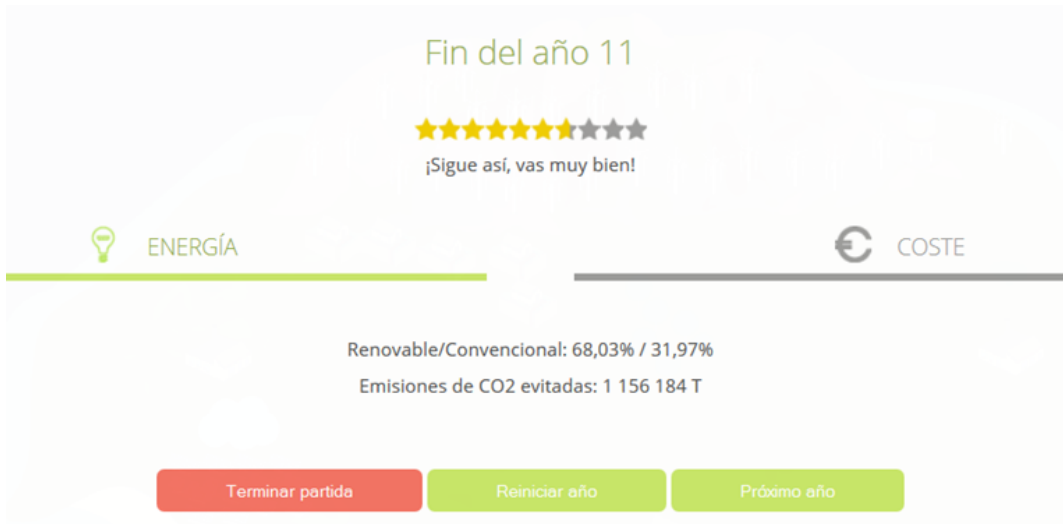 Fin del año 11
¡Sigue así, vas muy bien!
ENERGÍA
COSTE
Renovable/Convencional: 68,03% / 31,97%
Emisiones de CO2 evitadas: 1 156 184 T
Terminar partida
Reiniciar año
Próximo año